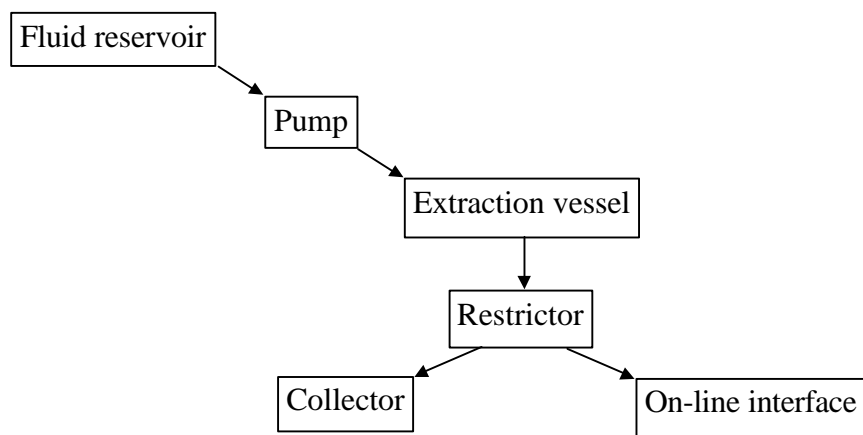 Fluid reservoir
Pump
Extraction vessel
Restrictor
Collector
On-line interface